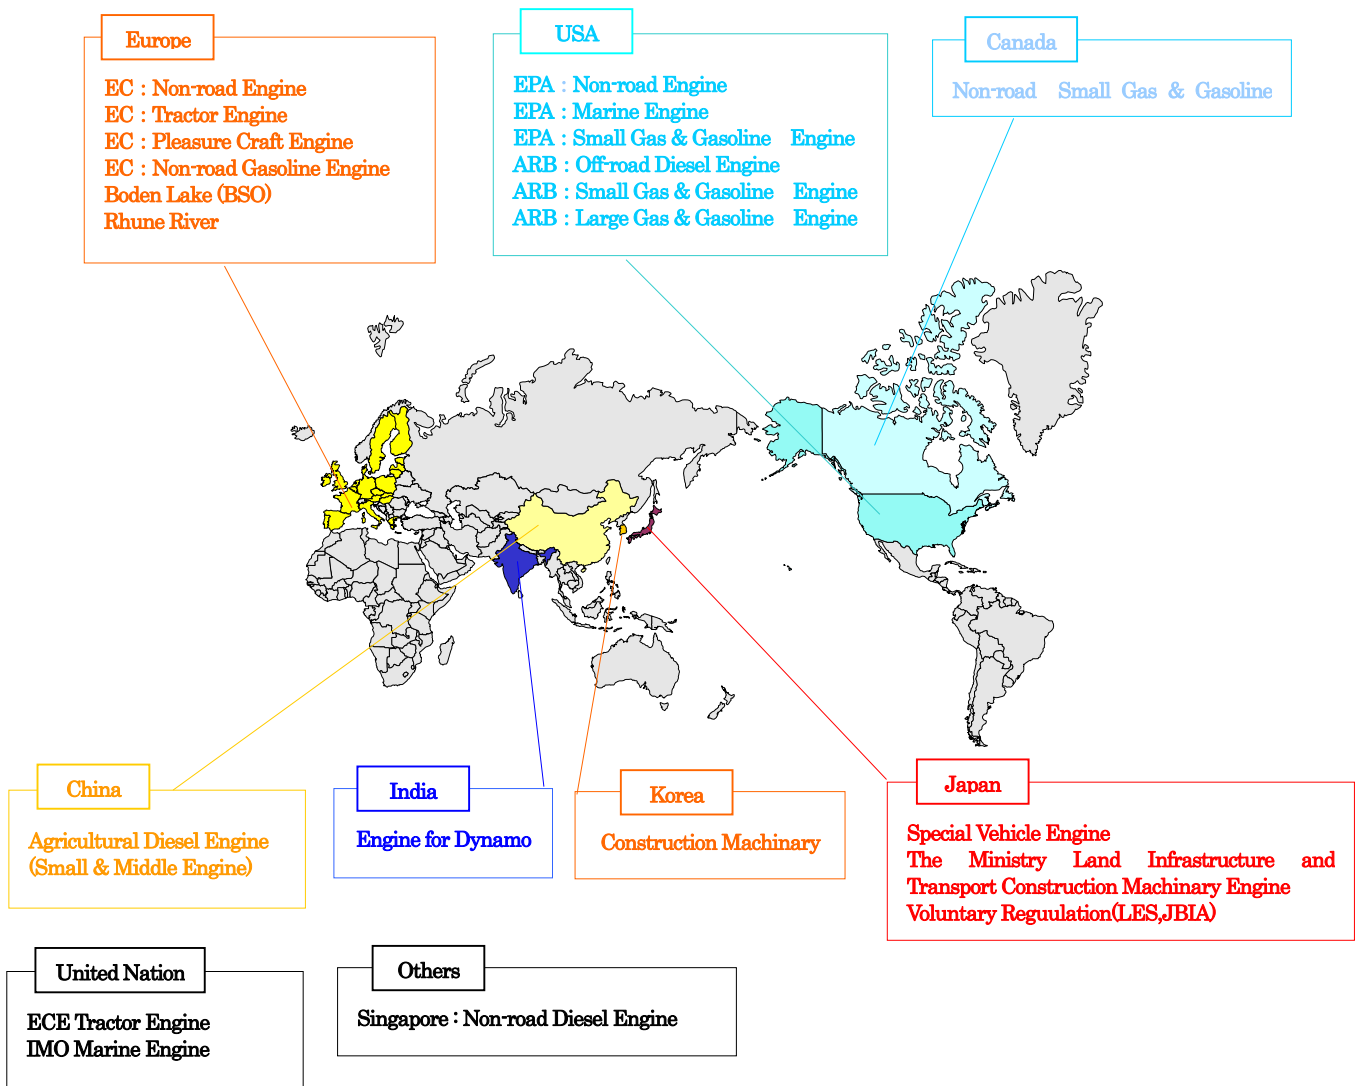 Europe
EC : Non-road Engine
EC : Tractor Engine
EC : Pleasure Craft Engine
EC : Non-road Gasoline Engine
Boden Lake (BSO)
Rhune River
USA
EPA : Non-road Engine
EPA : Marine Engine
EPA : Small Gas & Gasoline Engine
ARB : Off-road Diesel Engine
ARB : Small Gas & Gasoline Engine
ARB : Large Gas & Gasoline Engine
Canada
Non-road Small Gas & Gasoline
China
Agricultural Diesel Engine
(Small & Middle Engine)
India
Engine for Dynamo
Korea
Construction Machinary
Japan
Special Vehicle Engine
The Ministry Land Infrastructure and
Transport Construction Machinary Engine
Voluntary Reguulation(LES,JBIA)
United Nation
ECE Tractor Engine
IMO Marine Engine
Others
Singapore : Non-road Diesel Engine